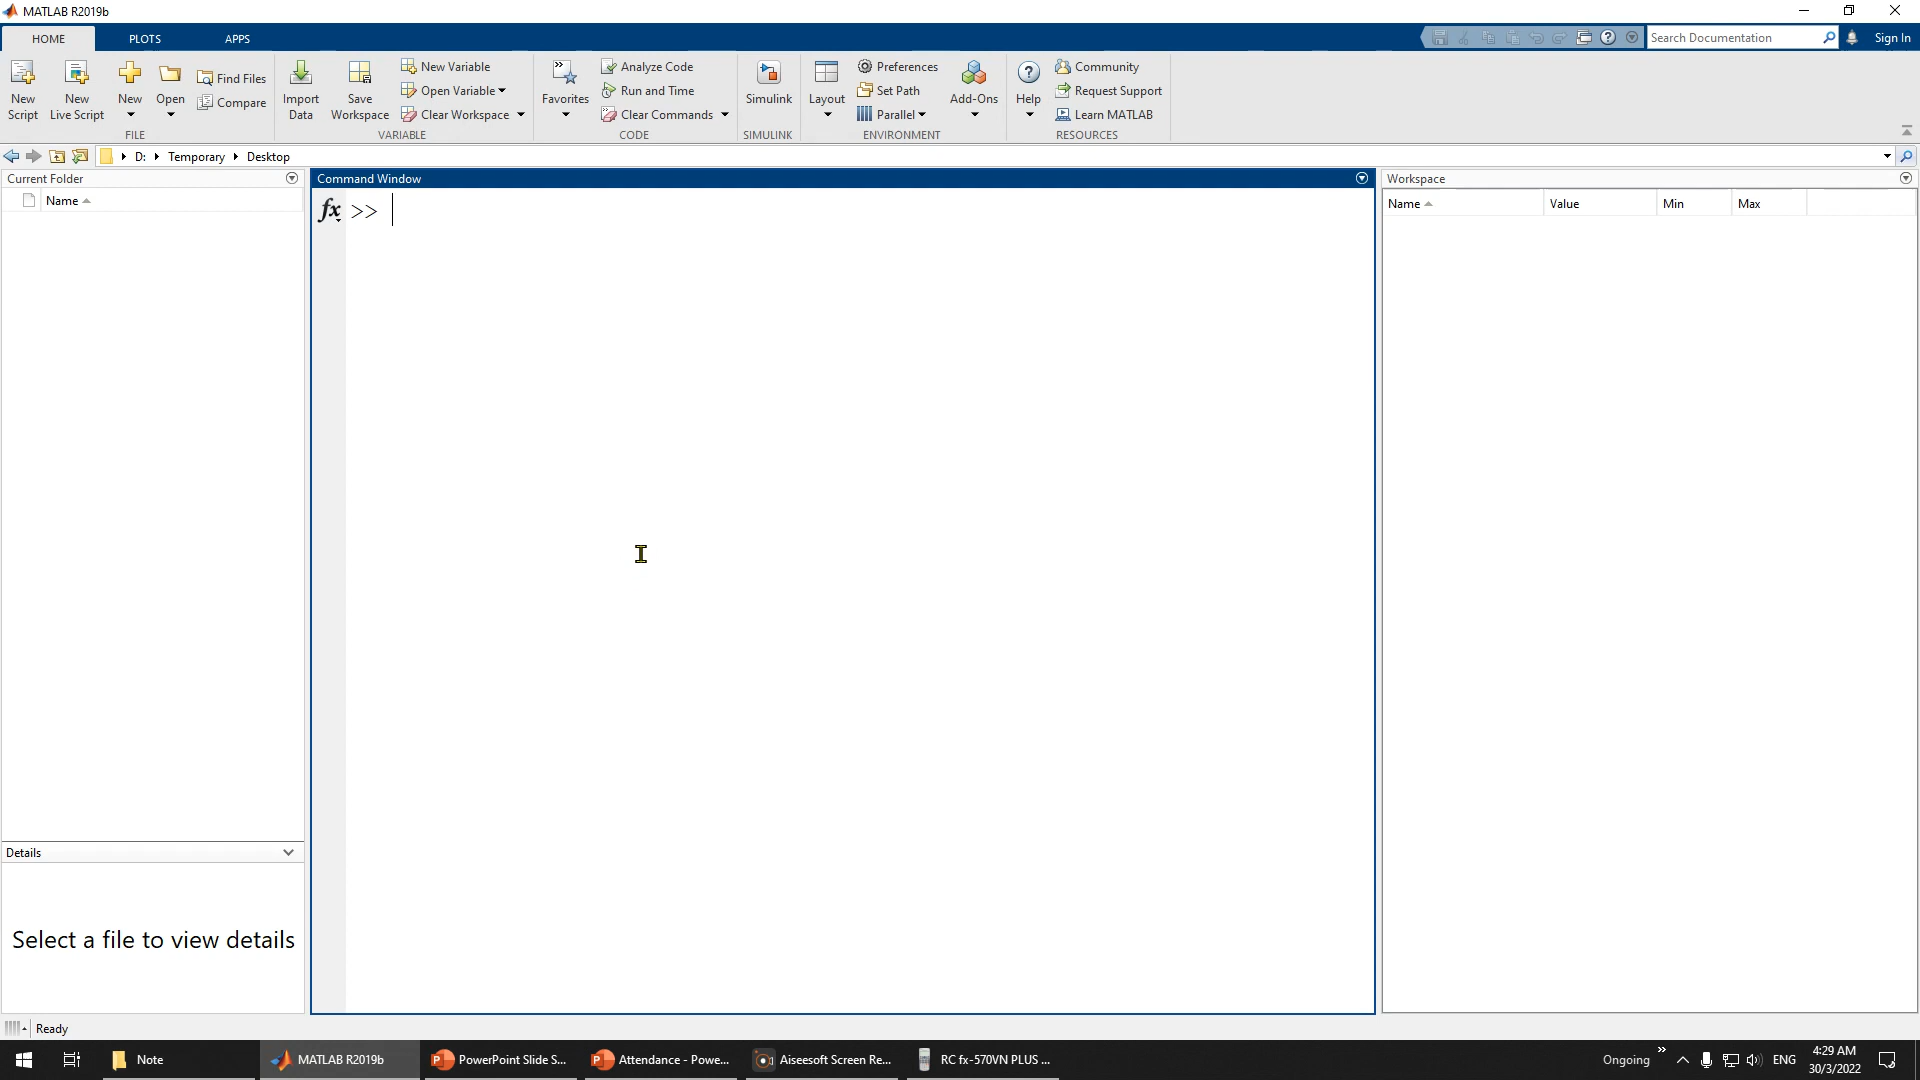 MATLAB R2019b
HOME PLOTS APPS
Search Documentation
Sign In
New Script
New Live Script
New
Open
Find Files
Compare
FILE
Import Data
Save Workspace
New Variable
Open Variable
Clear Workspace
VARIABLE
Favorites
Analyze Code
Run and Time
Clear Commands
CODE
Simulink
SIMULINK
Layout
Preferences
Set Path
Parallel
Add-Ons
ENVIRONMENT
Help
Community
Request Support
Learn MATLAB
RESOURCES
D: Temporary Desktop
Current Folder
Name
Command Window
fx >>
Workspace
Name Value Min Max
Details
Select a file to view details
Ready
Note
MATLAB R2019b
PowerPoint Slide S...
Attendance - Powe...
Aiseesoft Screen Re...
RC fx-570VN PLUS ...
Ongoing
ENG
4:29 AM
30/3/2022